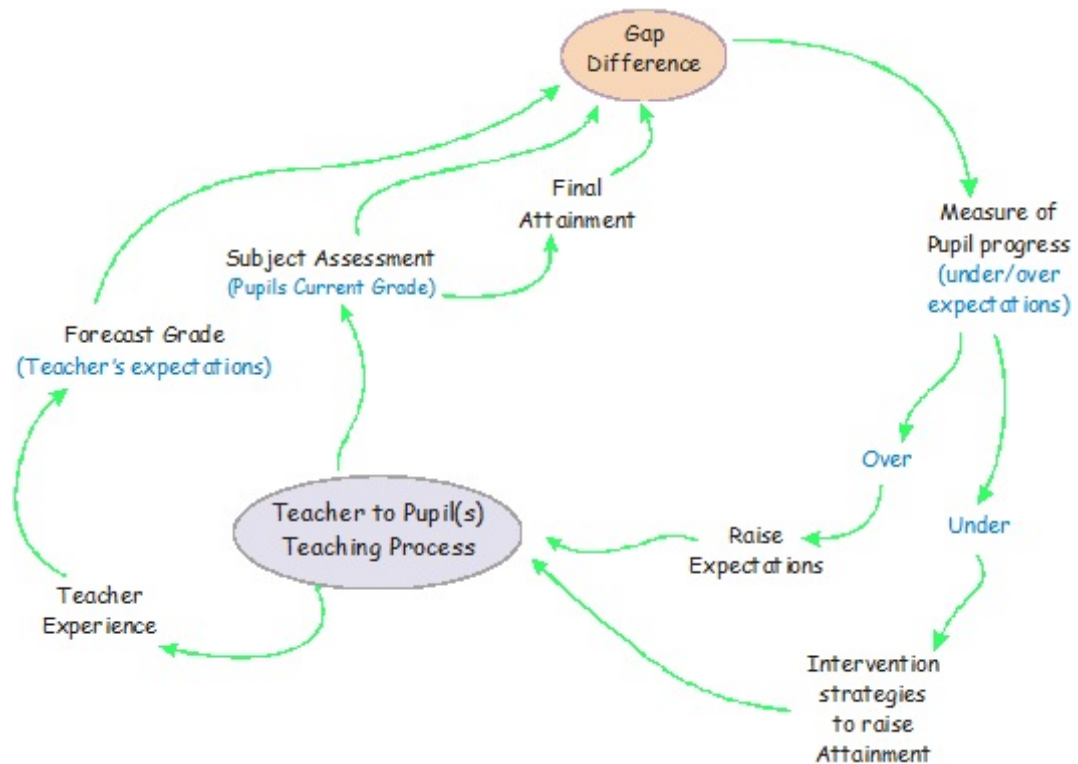 Gap
Difference
Final
Attainment
Measure of
Pupil progress
(under/over
expectations)
Subject Assessment
(Pupils Current Grade)
Forecast Grade
(Teacher's expectations)
Over
Under
Teacher to Pupil(s)
Teaching Process
Raise
Expectations
Teacher
Experience
Intervention
strategies
to raise
Attainment